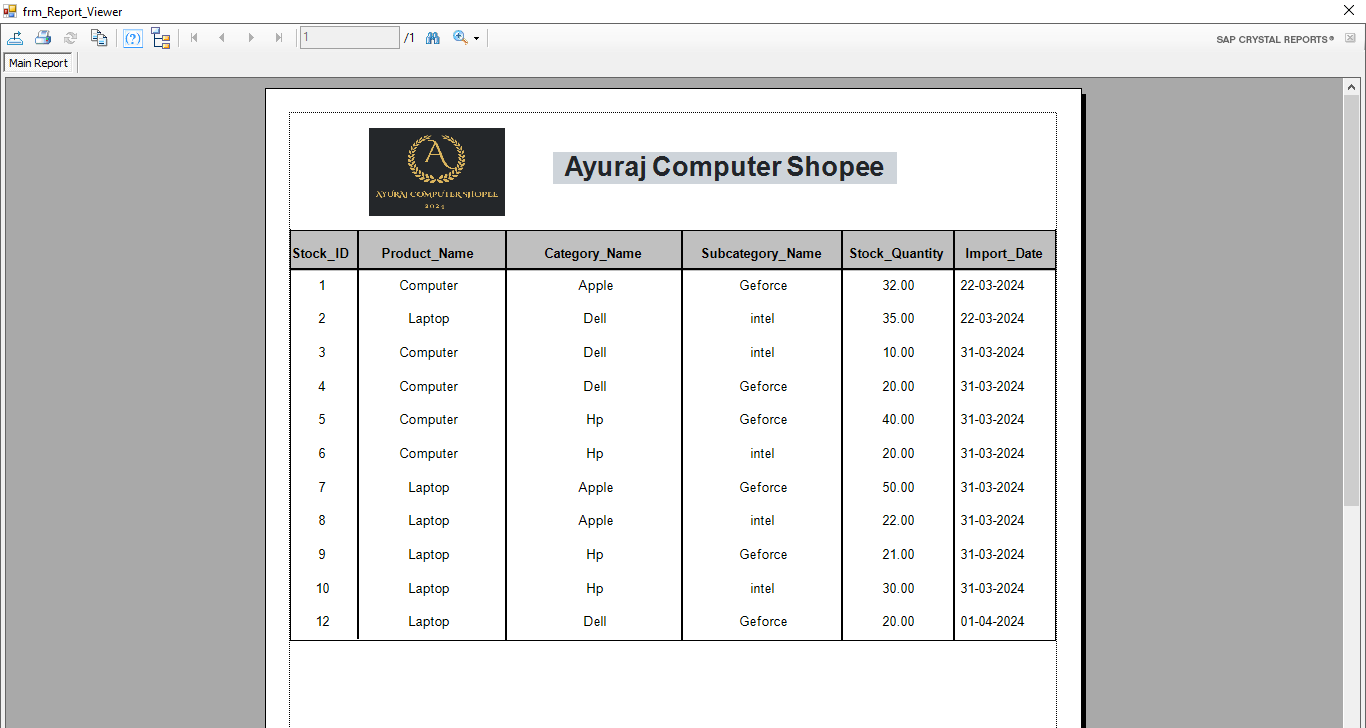 frm_Report_Viewer
1 /1 SAP CRYSTAL REPORTS®
Main Report
A
AYURAJ COMPUTER SHOPEE
2024
Ayuraj Computer Shopee
Stock_ID Product_Name Category_Name Subcategory_Name Stock_Quantity Import_Date
1 Computer Apple Geforce 32.00 22-03-2024
2 Laptop Dell intel 35.00 22-03-2024
3 Computer Dell intel 10.00 31-03-2024
4 Computer Dell Geforce 20.00 31-03-2024
5 Computer Hp Geforce 40.00 31-03-2024
6 Computer Hp intel 20.00 31-03-2024
7 Laptop Apple Geforce 50.00 31-03-2024
8 Laptop Apple intel 22.00 31-03-2024
9 Laptop Hp Geforce 21.00 31-03-2024
10 Laptop Hp intel 30.00 31-03-2024
12 Laptop Dell Geforce 20.00 01-04-2024